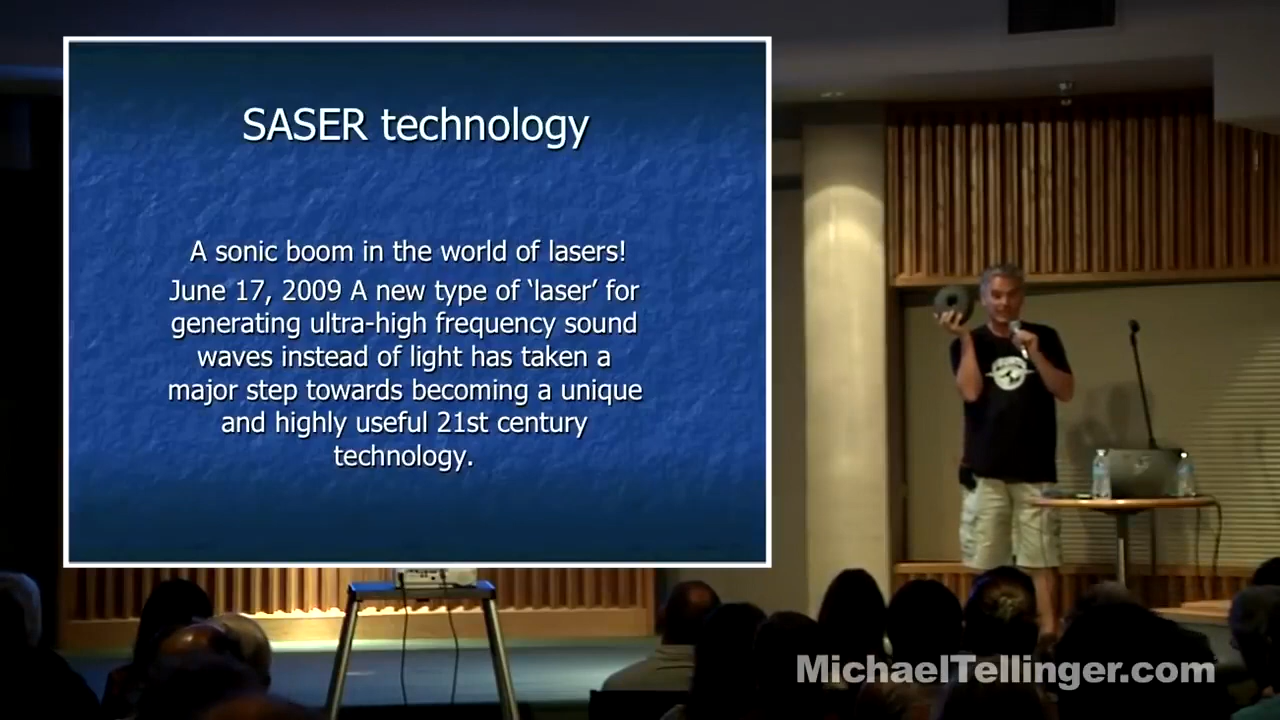 SASER technology
A sonic boom in the world of lasers!
June 17, 2009 A new type of ‘laser’ for
generating ultra-high frequency sound
waves instead of light has taken a
major step towards becoming a unique
and highly useful 21st century
technology.
MichaelTellinger.com